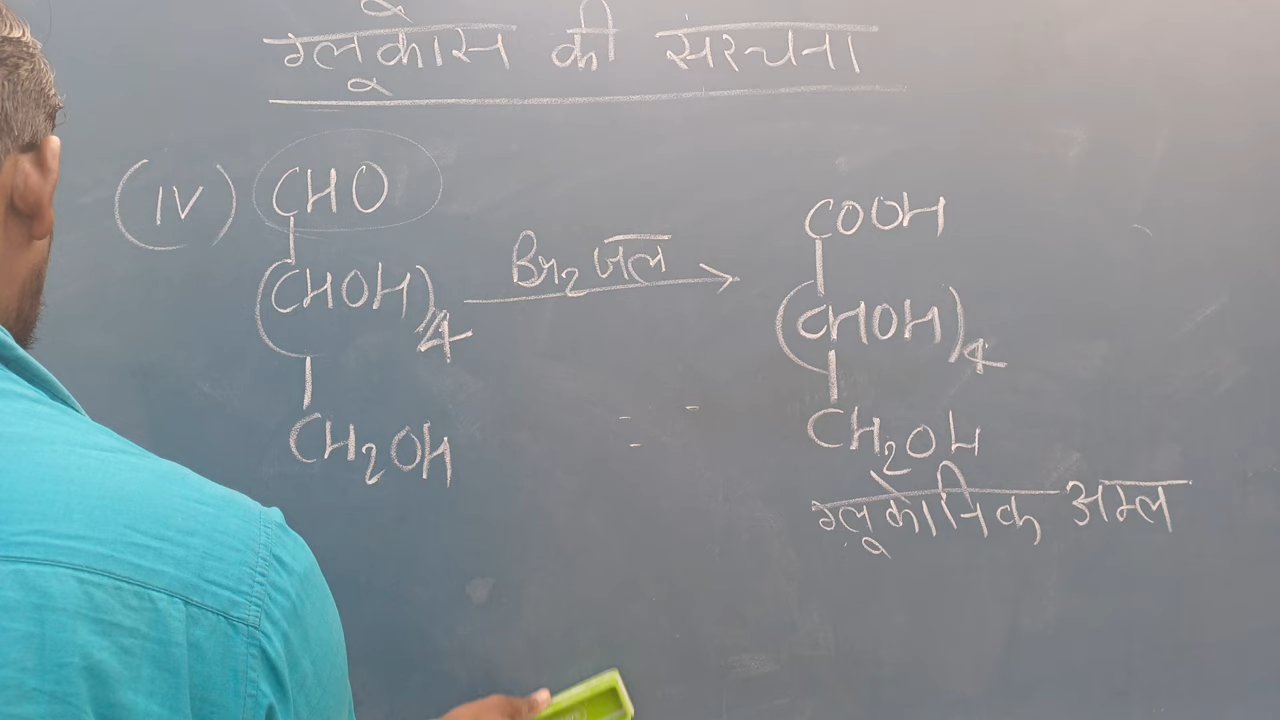 ग्लूकोस की संरचना
(iv) CHO
(CHOH)4
CH2OH
Br2 जल
COOH
(CHOH)4
CH2OH
ग्लूकोनिक अम्ल